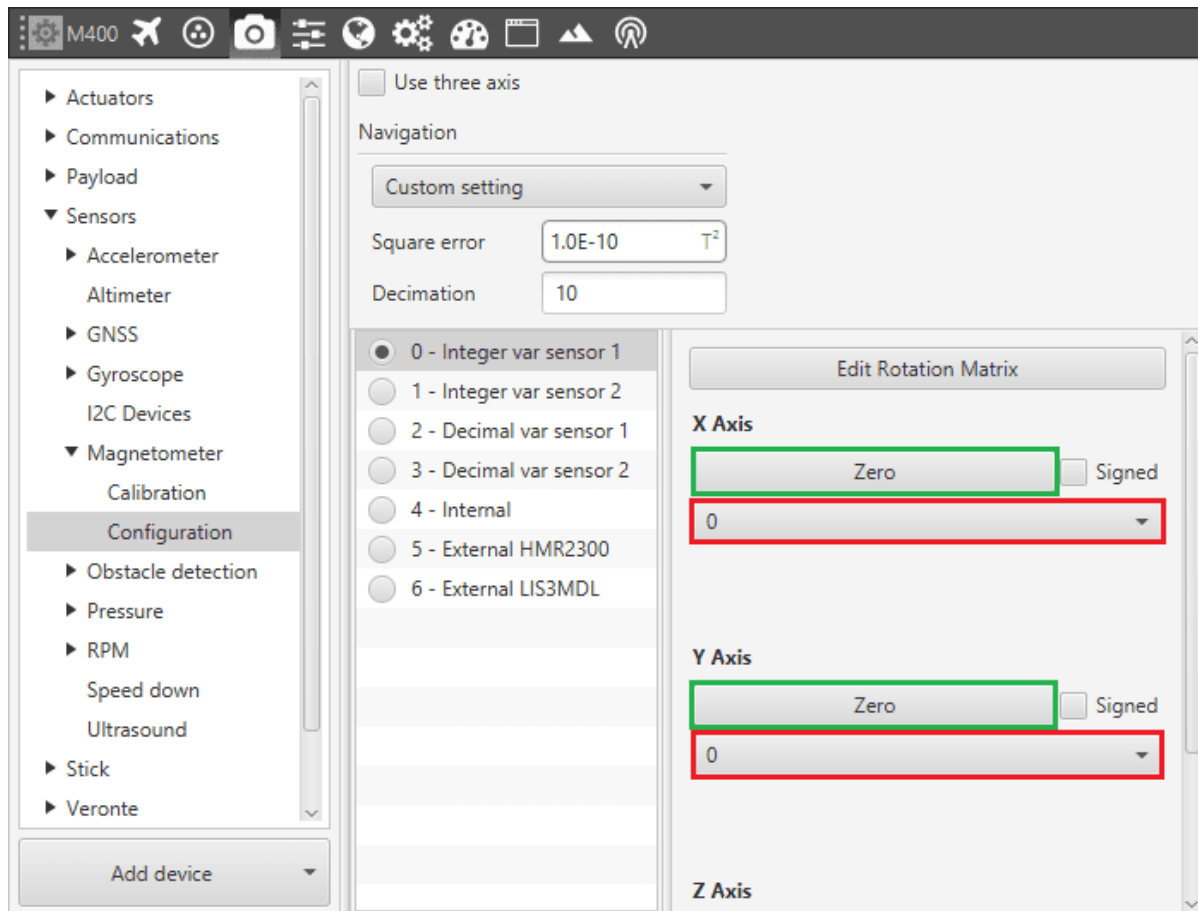 M400
Actuators
Communications
Payload
Sensors
Accelerometer
Altimeter
GNSS
Gyroscope
I2C Devices
Magnetometer
Calibration
Configuration
Obstacle detection
Pressure
RPM
Speed down
Ultrasound
Stick
Veronte
Add device
Use three axis
Navigation
Custom setting
Square error 1.0E-10 T²
Decimation 10
0 - Integer var sensor 1
1 - Integer var sensor 2
2 - Decimal var sensor 1
3 - Decimal var sensor 2
4 - Internal
5 - External HMR2300
6 - External LIS3MDL
Edit Rotation Matrix
X Axis
Zero Signed
0
Y Axis
Zero Signed
0
Z Axis